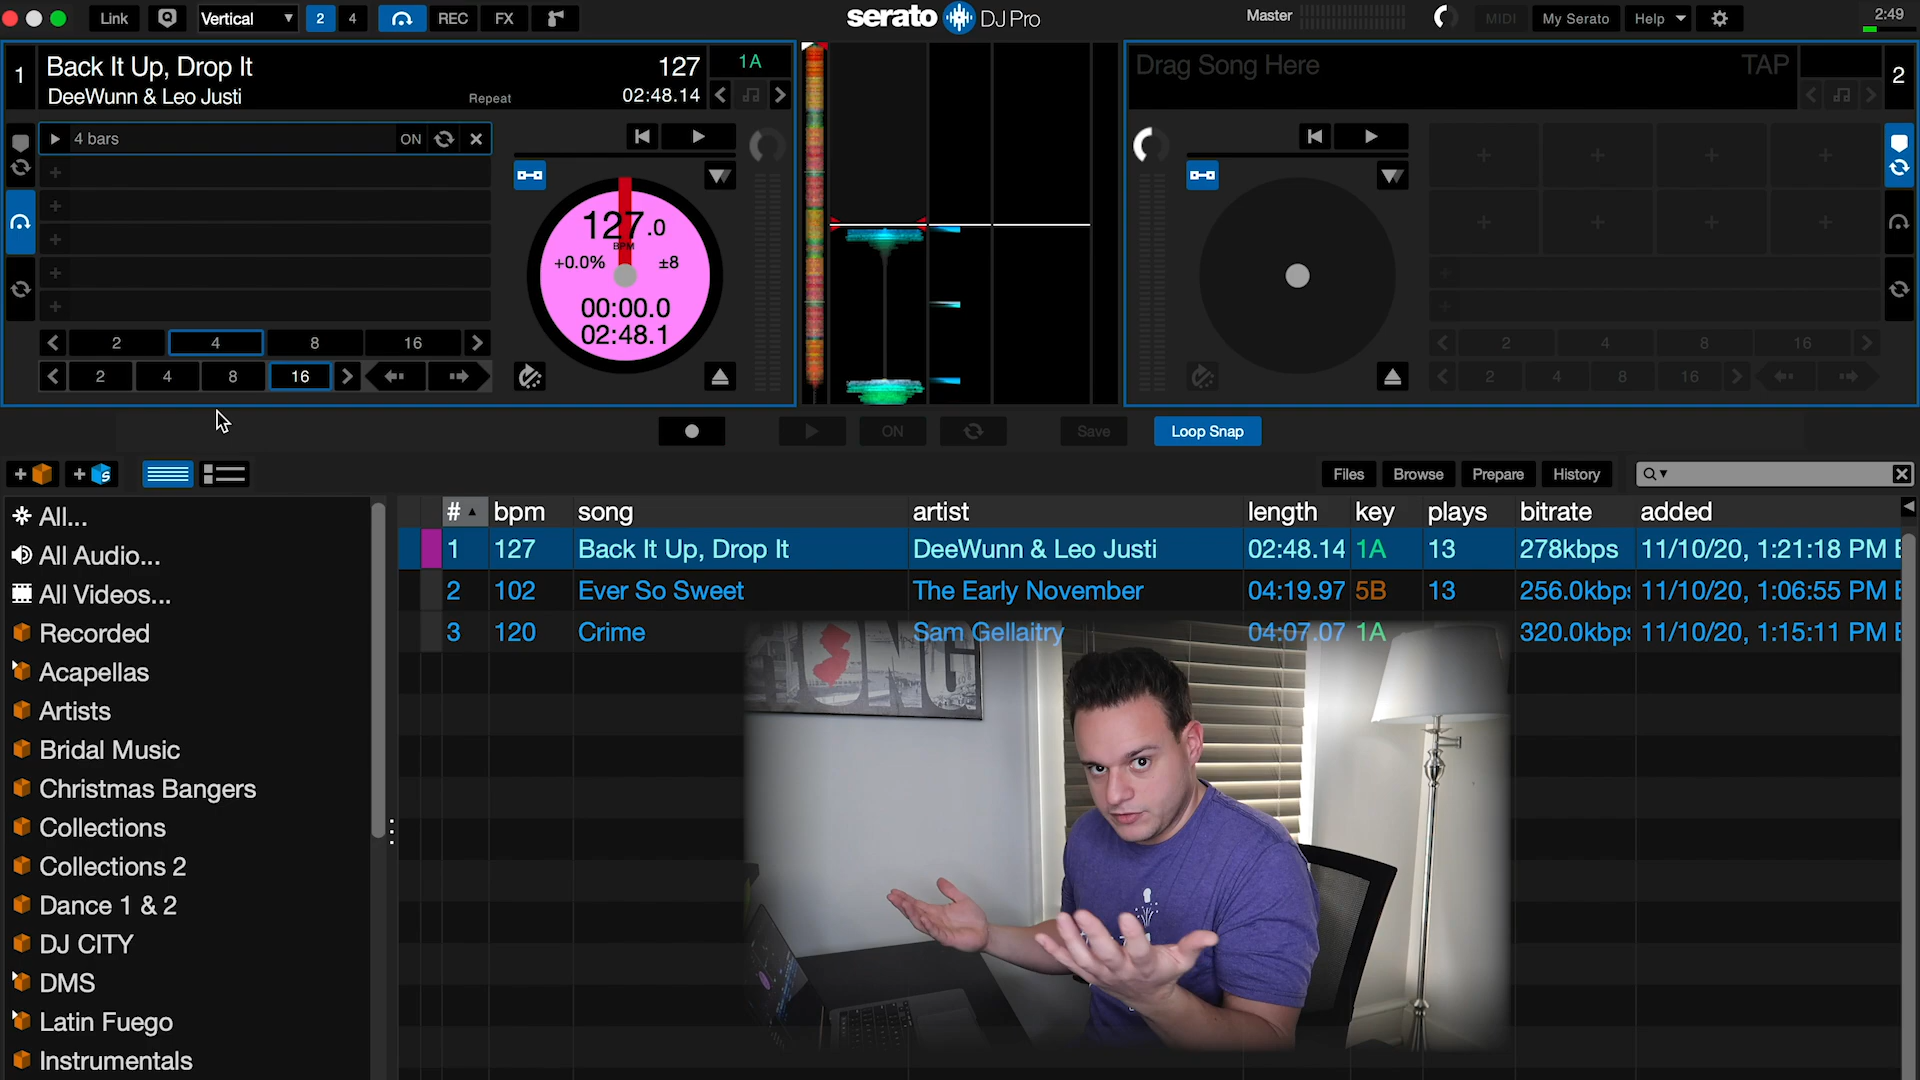 Link Vertical ▼ 2 4 REC FX serato DJ Pro Master MIDI My Serato Help 2:49
1 Back It Up, Drop It 127 1A
DeeWunn & Leo Justi Repeat 02:48.14
Drag Song Here TAP 2
4 bars ON
127.0
BPM
+0.0% ±8
00:00.0
02:48.1
2 4 8 16
2 4 8 16
2 4 8 16
2 4 8 16
ON Save Loop Snap
Files Browse Prepare History
All...
All Audio...
All Videos...
Recorded
Acapellas
Artists
Bridal Music
Christmas Bangers
Collections
Collections 2
Dance 1 & 2
DJ CITY
DMS
Latin Fuego
Instrumentals
# bpm song artist length key plays bitrate added
1 127 Back It Up, Drop It DeeWunn & Leo Justi 02:48.14 1A 13 278kbps 11/10/20, 1:21:18 PM E
2 102 Ever So Sweet The Early November 04:19.97 5B 13 256.0kbps 11/10/20, 1:06:55 PM E
3 120 Crime Sam Gellaitry 04:07.07 1A 320.0kbps 11/10/20, 1:15:11 PM E